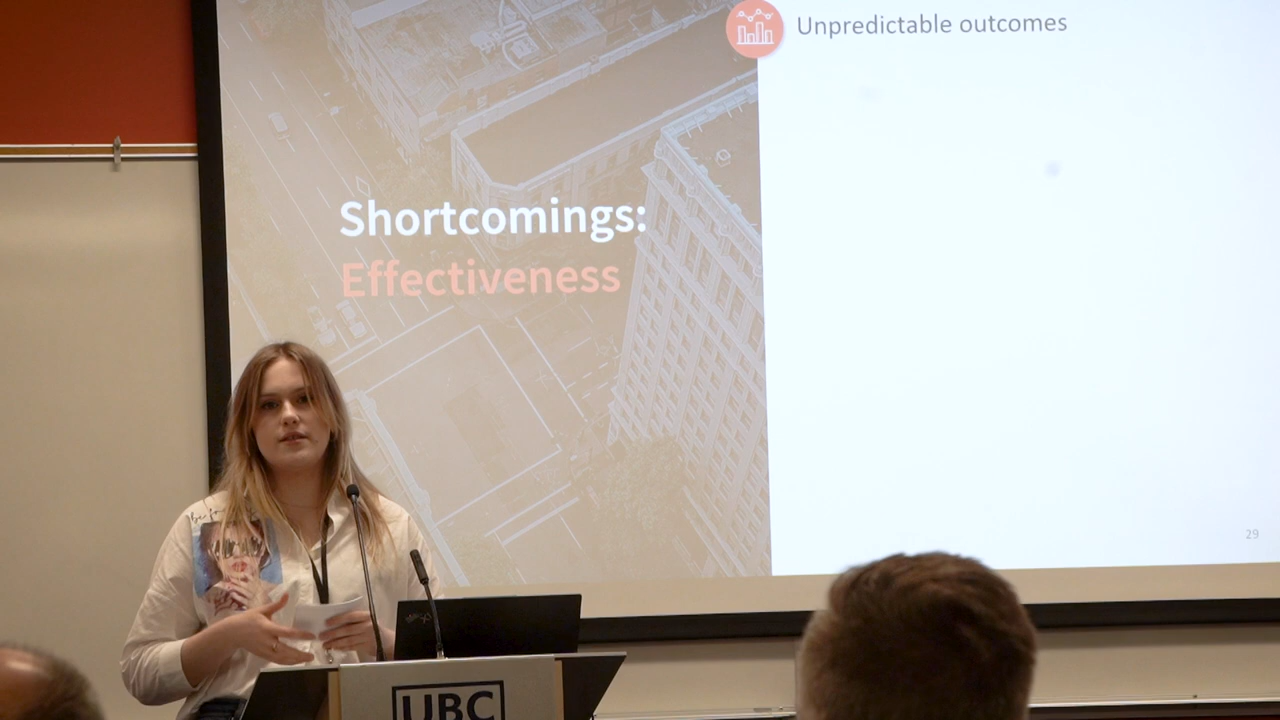 Unpredictable outcomes
Shortcomings:
Effectiveness
29
UBC